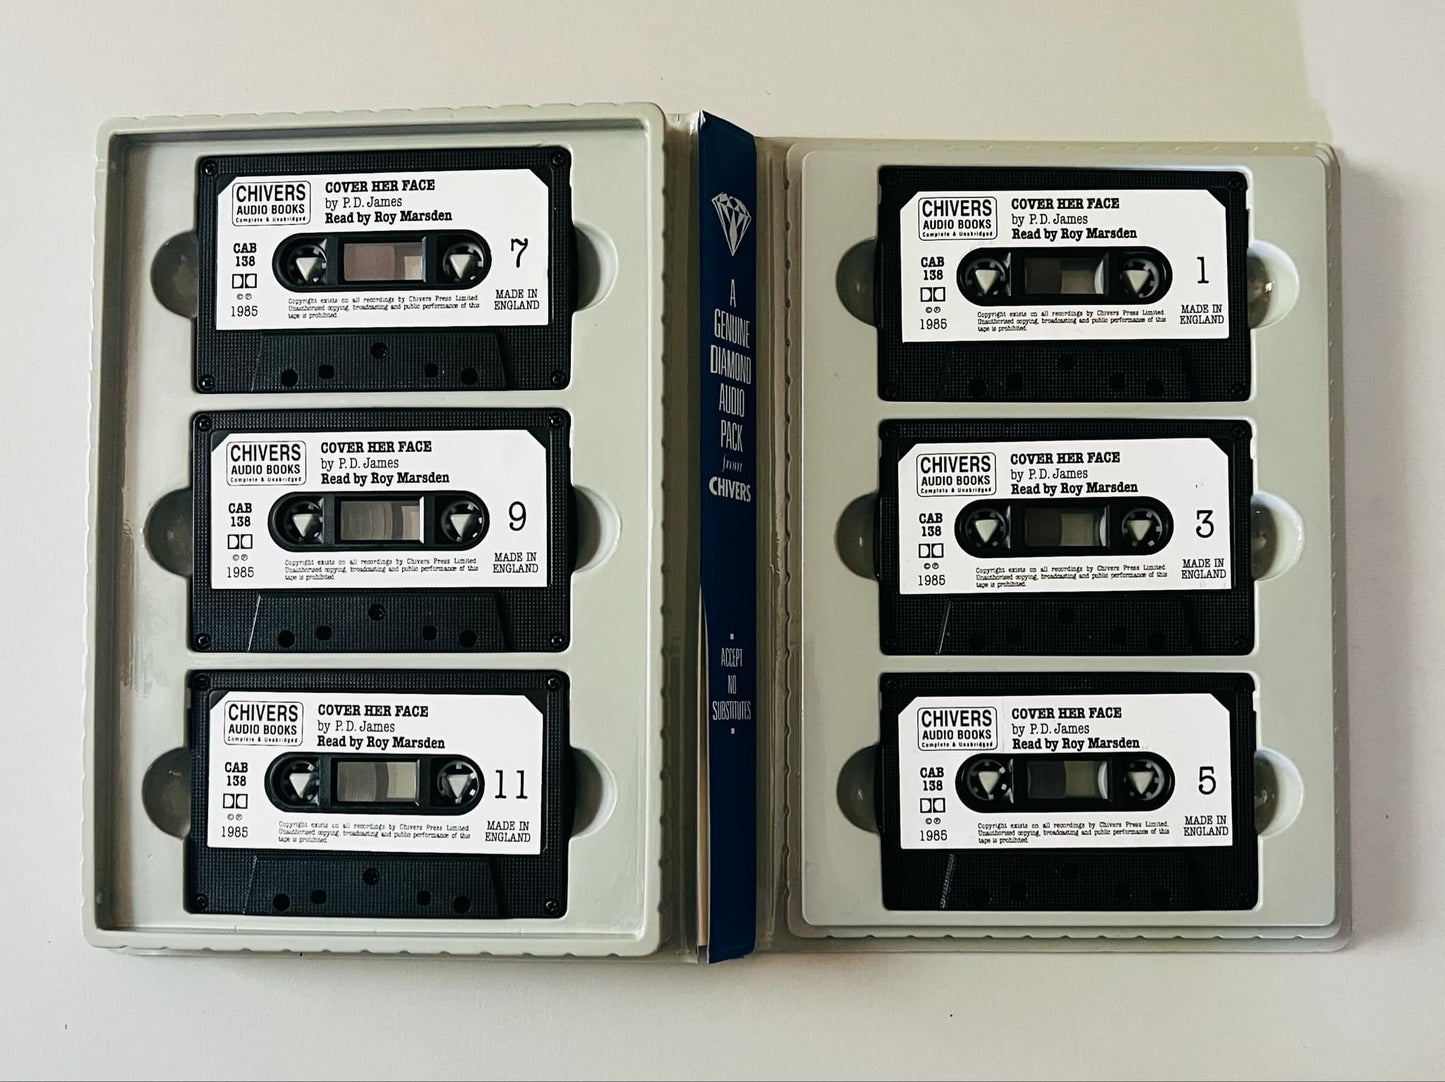 CHIVERS
AUDIO BOOKS
Complete & Unabridged
COVER HER FACE
by P.D. James
Read by Roy Marsden
CAB
138
7
© ℗
1985
Copyright exists on all recordings by Chivers Press Limited.
Unauthorised copying, broadcasting and public performance of this
tape is prohibited.
MADE IN
ENGLAND
CHIVERS
AUDIO BOOKS
Complete & Unabridged
COVER HER FACE
by P.D. James
Read by Roy Marsden
CAB
138
9
© ℗
1985
Copyright exists on all recordings by Chivers Press Limited.
Unauthorised copying, broadcasting and public performance of this
tape is prohibited.
MADE IN
ENGLAND
CHIVERS
AUDIO BOOKS
Complete & Unabridged
COVER HER FACE
by P.D. James
Read by Roy Marsden
CAB
138
11
© ℗
1985
Copyright exists on all recordings by Chivers Press Limited.
Unauthorised copying, broadcasting and public performance of this
tape is prohibited.
MADE IN
ENGLAND
A
GENUINE
DIAMOND
AUDIO
PACK
from
CHIVERS
ACCEPT
NO
SUBSTITUTES
CHIVERS
AUDIO BOOKS
Complete & Unabridged
COVER HER FACE
by P.D. James
Read by Roy Marsden
CAB
138
1
© ℗
1985
Copyright exists on all recordings by Chivers Press Limited.
Unauthorised copying, broadcasting and public performance of this
tape is prohibited.
MADE IN
ENGLAND
CHIVERS
AUDIO BOOKS
Complete & Unabridged
COVER HER FACE
by P.D. James
Read by Roy Marsden
CAB
138
3
© ℗
1985
Copyright exists on all recordings by Chivers Press Limited.
Unauthorised copying, broadcasting and public performance of this
tape is prohibited.
MADE IN
ENGLAND
CHIVERS
AUDIO BOOKS
Complete & Unabridged
COVER HER FACE
by P.D. James
Read by Roy Marsden
CAB
138
5
© ℗
1985
Copyright exists on all recordings by Chivers Press Limited.
Unauthorised copying, broadcasting and public performance of this
tape is prohibited.
MADE IN
ENGLAND